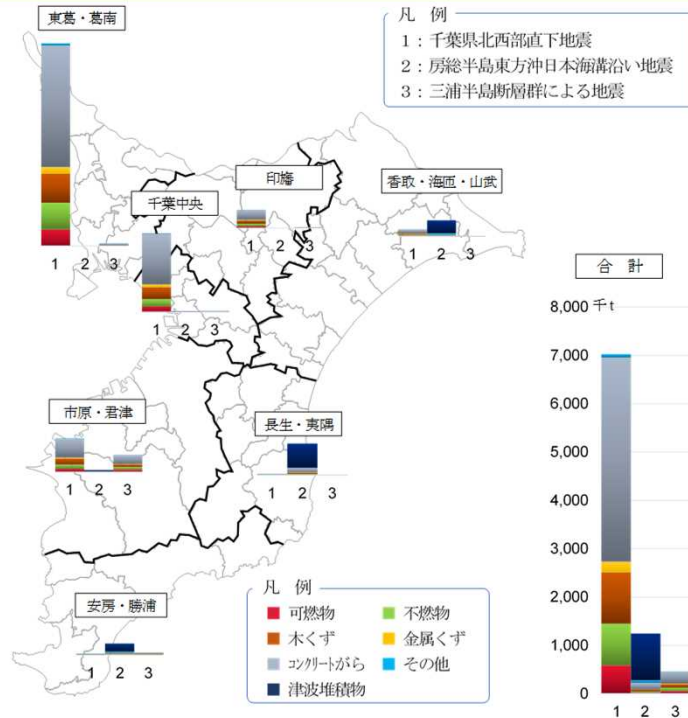 東葛・葛南
凡 例
1：千葉県北西部直下地震
2：房総半島東方沖日本海溝沿い地震
3：三浦半島断層群による地震
印旛
香取・海匝・山武
千葉中央
1 2 3
1 2 3
1 2 3
1 2 3
合 計
8,000 千t
7,000
6,000
5,000
4,000
3,000
2,000
1,000
0
1 2 3
市原・君津
長生・夷隅
1 2 3
1 2 3
安房・勝浦
1 2 3
凡 例
可燃物 不燃物
木くず 金属くず
コンクリートがら その他
津波堆積物